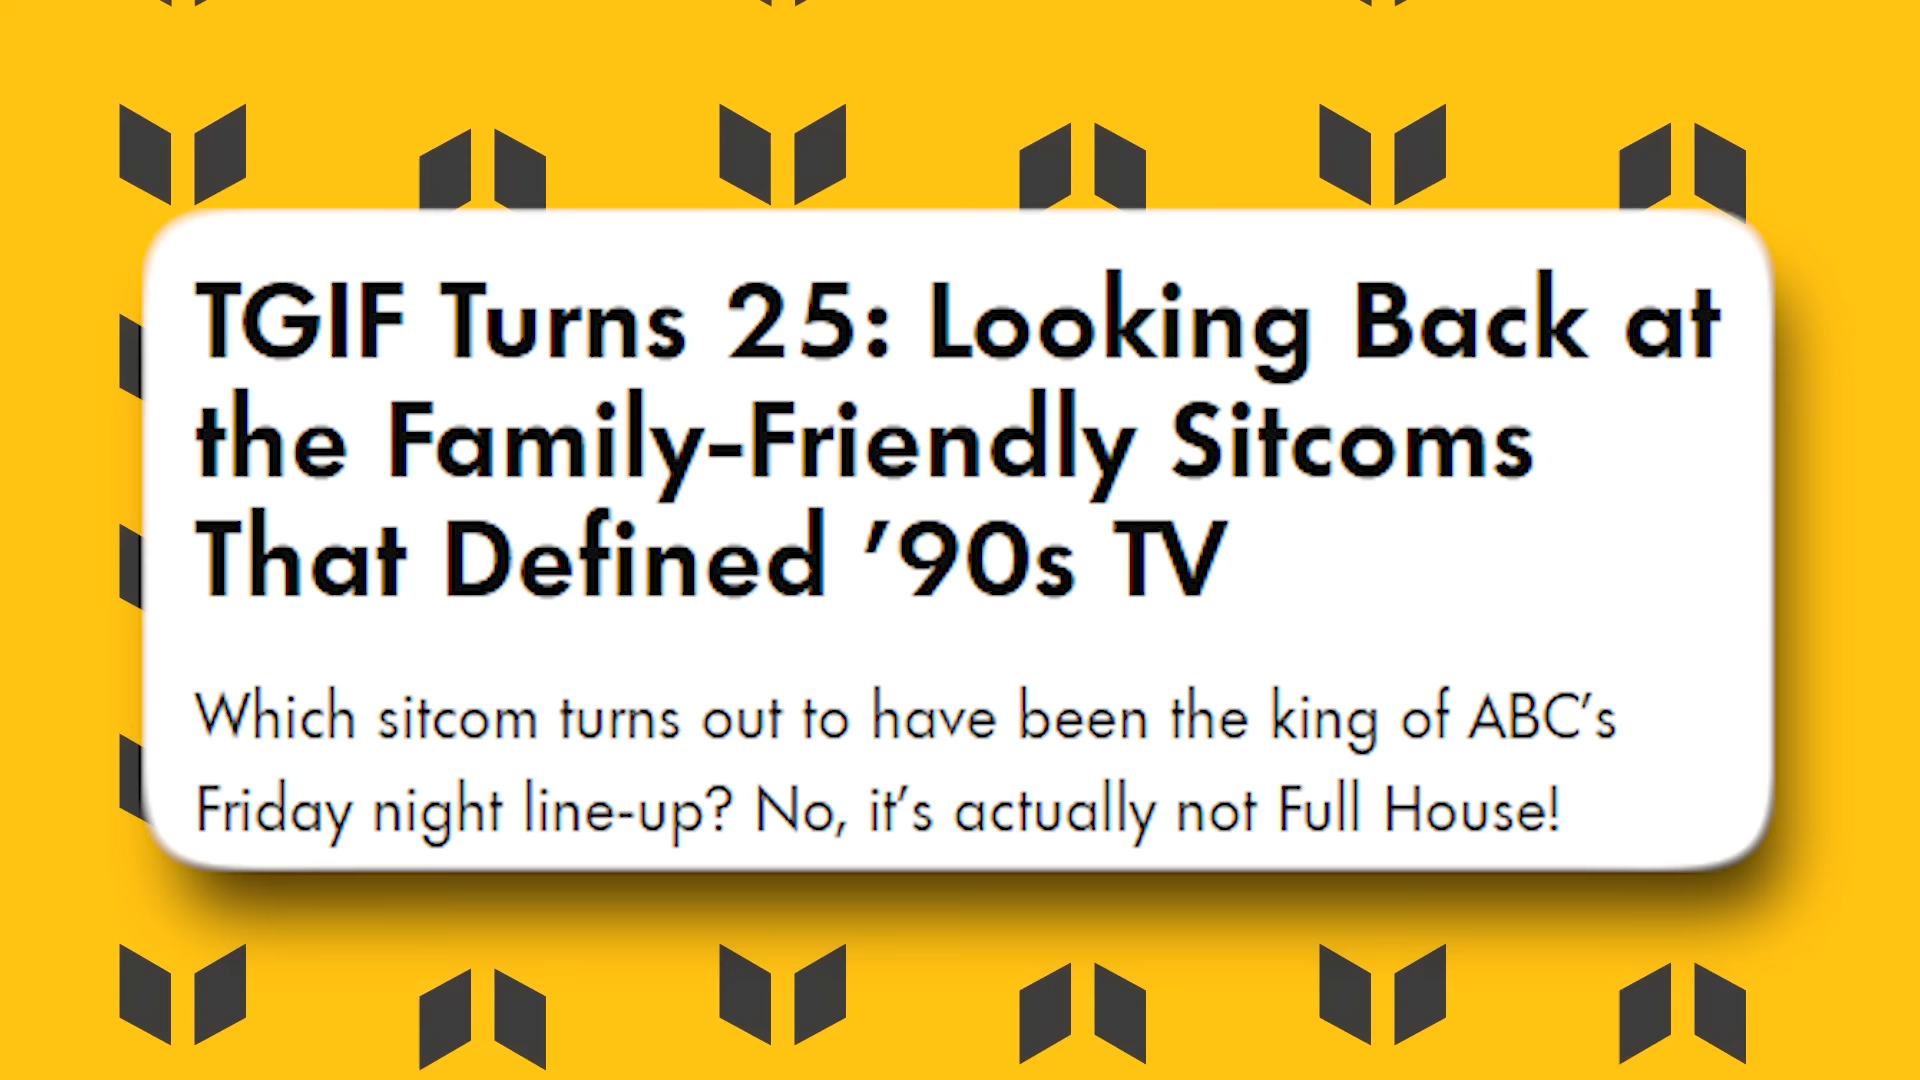 TGIF Turns 25: Looking Back at
the Family-Friendly Sitcoms
That Defined ’90s TV
Which sitcom turns out to have been the king of ABC’s
Friday night line-up? No, it’s actually not Full House!